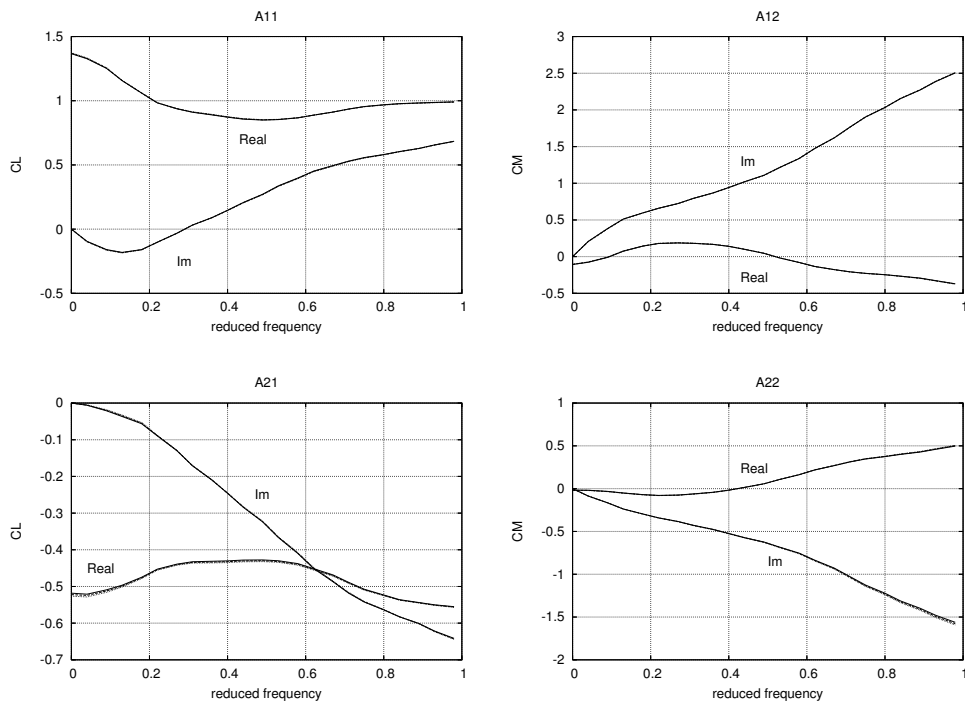 A11
A12
1.5
1
0.5
0
-0.5
CL
Real
Im
0 0.2 0.4 0.6 0.8 1
reduced frequency
3
2.5
2
1.5
1
0.5
0
-0.5
CM
Im
Real
0 0.2 0.4 0.6 0.8 1
reduced frequency
A21
A22
0
-0.1
-0.2
-0.3
-0.4
-0.5
-0.6
-0.7
CL
Im
Real
0 0.2 0.4 0.6 0.8 1
reduced frequency
1
0.5
0
-0.5
-1
-1.5
-2
CM
Real
Im
0 0.2 0.4 0.6 0.8 1
reduced frequency